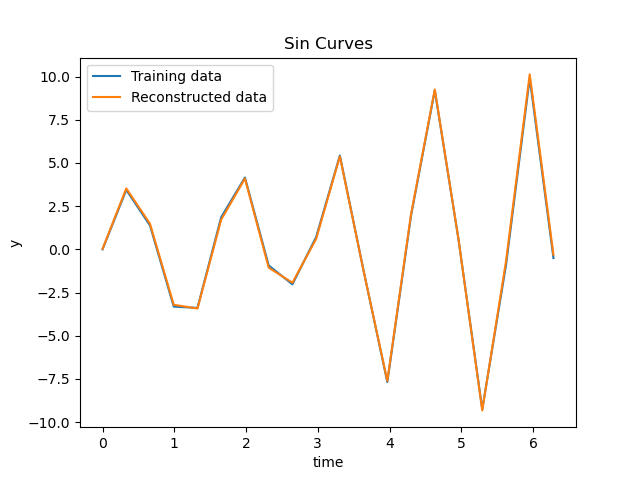 Sin Curves
Training data
Reconstructed data
10.0
7.5
5.0
2.5
0.0
−2.5
−5.0
−7.5
−10.0
y
0 1 2 3 4 5 6
time